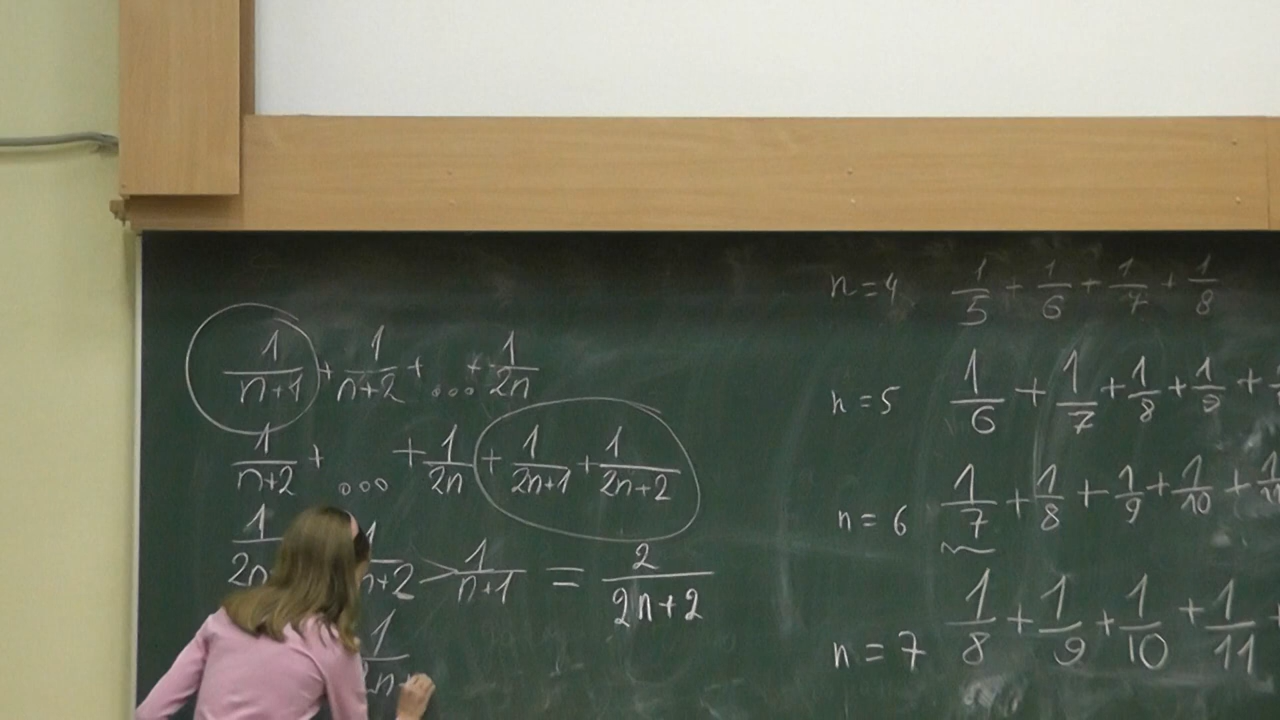 1/(n+1) + 1/(n+2) + ... + 1/(2n)
1/(n+2) + ... + 1/(2n) + 1/(2n+1) + 1/(2n+2)
1/ 1/ > 1/(n+1) = 2/(2n+2)
1/
n=4 1/5 + 1/6 + 1/7 + 1/8
n=5 1/6 + 1/7 + 1/8 + 1/9 +
n=6 1/7 + 1/8 + 1/9 + 1/10 +
n=7 1/8 + 1/9 + 1/10 + 1/11 +